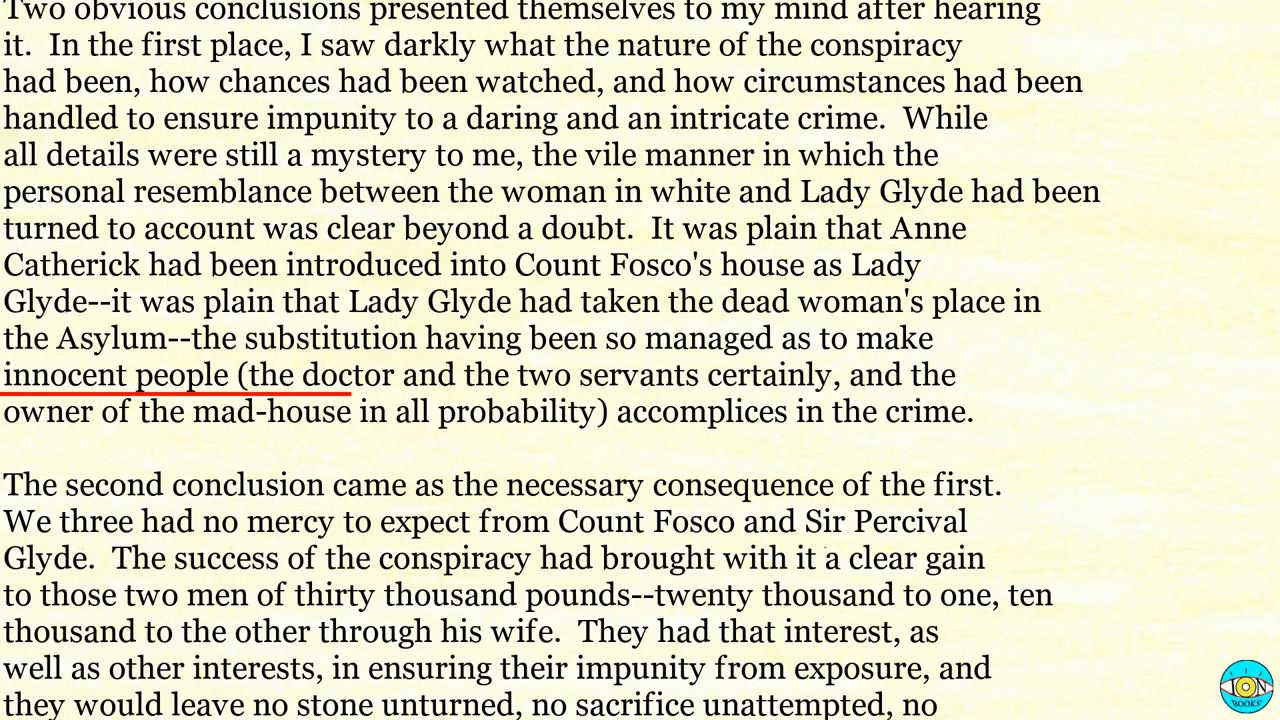 Two obvious conclusions presented themselves to my mind after hearing
it.  In the first place, I saw darkly what the nature of the conspiracy
had been, how chances had been watched, and how circumstances had been
handled to ensure impunity to a daring and an intricate crime.  While
all details were still a mystery to me, the vile manner in which the
personal resemblance between the woman in white and Lady Glyde had been
turned to account was clear beyond a doubt.  It was plain that Anne
Catherick had been introduced into Count Fosco's house as Lady
Glyde--it was plain that Lady Glyde had taken the dead woman's place in
the Asylum--the substitution having been so managed as to make
innocent people (the doctor and the two servants certainly, and the
owner of the mad-house in all probability) accomplices in the crime.

The second conclusion came as the necessary consequence of the first.
We three had no mercy to expect from Count Fosco and Sir Percival
Glyde.  The success of the conspiracy had brought with it a clear gain
to those two men of thirty thousand pounds--twenty thousand to one, ten
thousand to the other through his wife.  They had that interest, as
well as other interests, in ensuring their impunity from exposure, and
they would leave no stone unturned, no sacrifice unattempted, no
ION
BOOKS